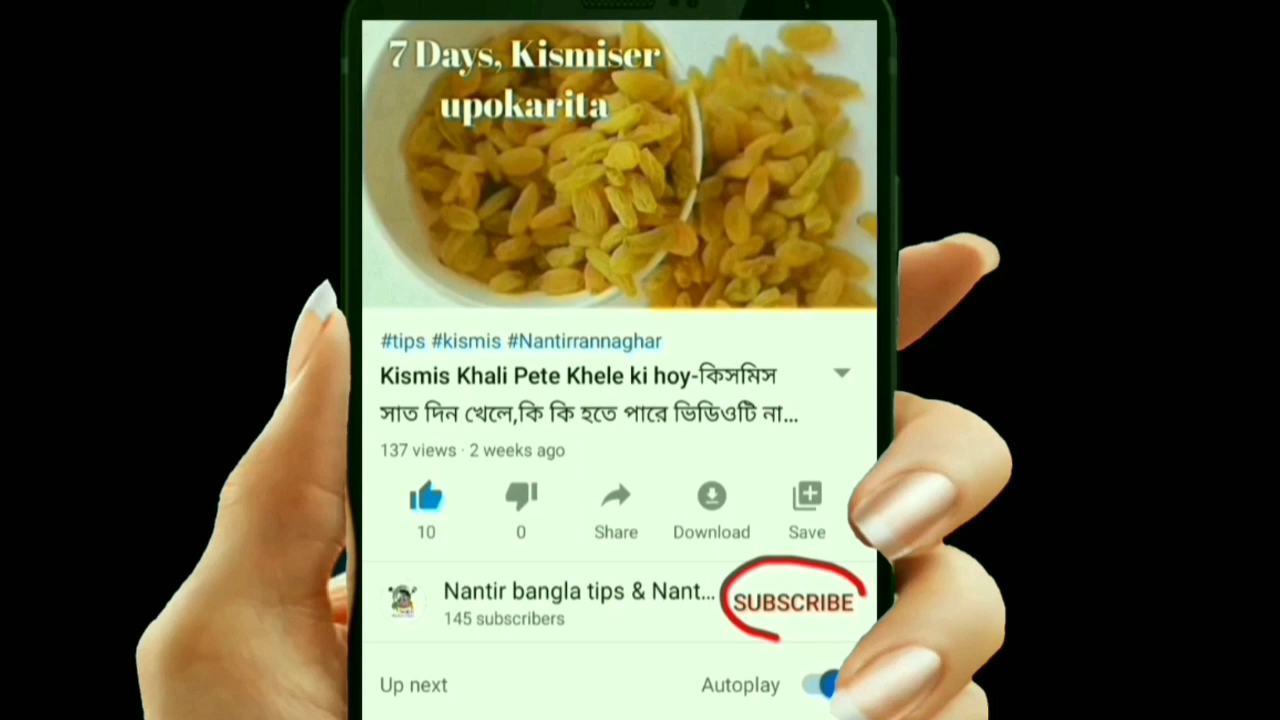 7 Days, Kismiser
upokarita
#tips #kismis #Nantirrannaghar
Kismis Khali Pete Khele ki hoy-কিসমিস
সাত দিন খেলে,কি কি হতে পারে ভিডিওটি না...
137 views · 2 weeks ago
10
0
Share
Download
Save
Nantir bangla tips & Nant...
SUBSCRIBE
145 subscribers
Up next
Autoplay